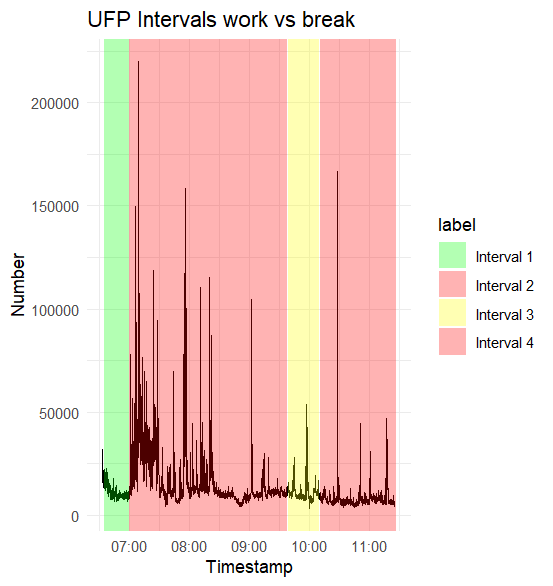 UFP Intervals work vs break
Number
200000
150000
100000
50000
0
07:00 08:00 09:00 10:00 11:00
Timestamp
label
Interval 1
Interval 2
Interval 3
Interval 4